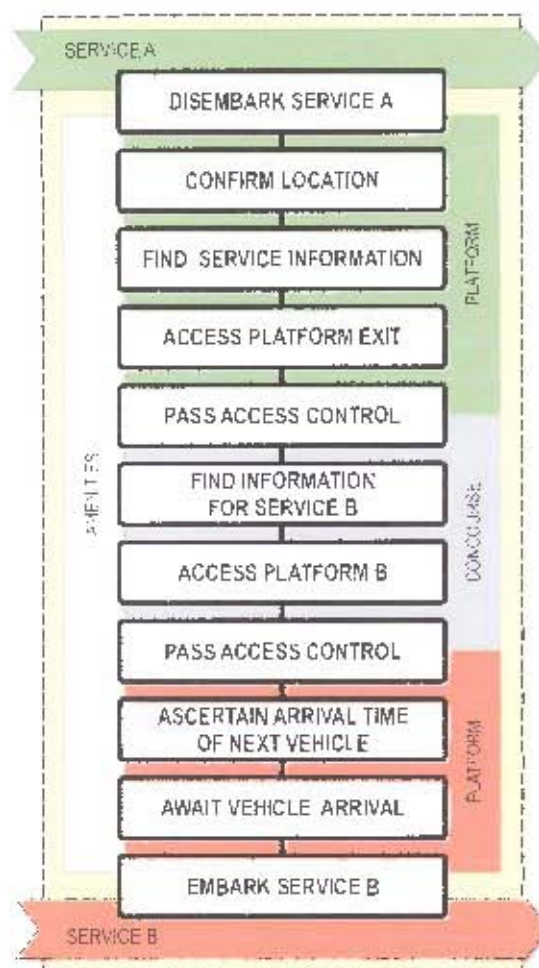 SERVICE A
DISEMBARK SERVICE A
CONFIRM LOCATION
FIND SERVICE INFORMATION
ACCESS PLATFORM EXIT
PASS ACCESS CONTROL
FIND INFORMATION
FOR SERVICE B
ACCESS PLATFORM B
PASS ACCESS CONTROL
ASCERTAIN ARRIVAL TIME
OF NEXT VEHICLE
AWAIT VEHICLE ARRIVAL
EMBARK SERVICE B
SERVICE B
AMENITIES
PLATFORM
CONCOURSE
PLATFORM